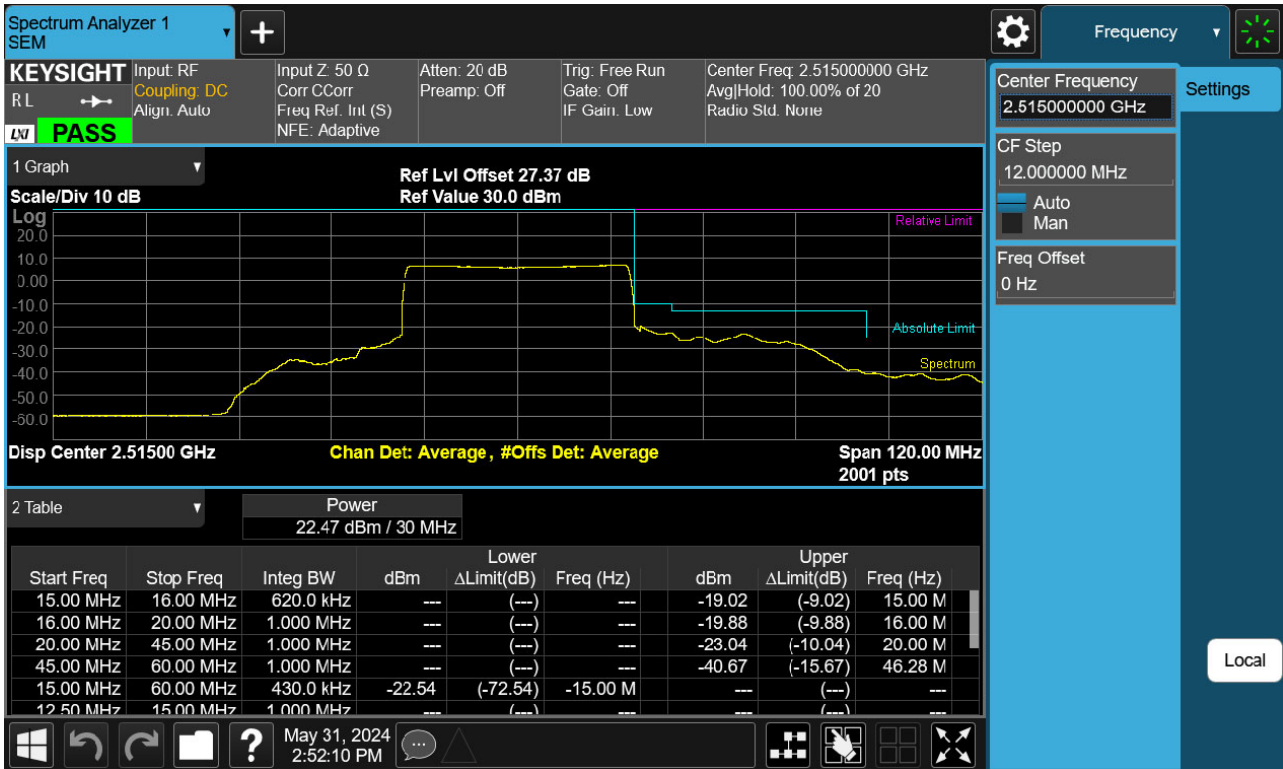 Spectrum Analyzer 1
SEM
Frequency
KEYSIGHT
R L
LXI
PASS
Input: RF
Coupling: DC
Align: Auto
Input Z: 50 Ω
Corr CCorr
Freq Ref: Int (S)
NFE: Adaptive
Atten: 20 dB
Preamp: Off
Trig: Free Run
Gate: Off
IF Gain: Low
Center Freq: 2.515000000 GHz
Avg|Hold: 100.00% of 20
Radio Std: None
Center Frequency
2.515000000 GHz
Settings
CF Step
12.000000 MHz
Auto
Man
Freq Offset
0 Hz
1 Graph
Scale/Div 10 dB
Ref Lvl Offset 27.37 dB
Ref Value 30.0 dBm
Log
20.0
10.0
0.00
-10.0
-20.0
-30.0
-40.0
-50.0
-60.0
Relative Limit
Absolute Limit
Spectrum
Disp Center 2.51500 GHz
Chan Det: Average , #Offs Det: Average
Span 120.00 MHz
2001 pts
2 Table
Power
22.47 dBm / 30 MHz
Lower Upper
Start Freq Stop Freq Integ BW dBm ΔLimit(dB) Freq (Hz) dBm ΔLimit(dB) Freq (Hz)
15.00 MHz 16.00 MHz 620.0 kHz --- (---) --- -19.02 (-9.02) 15.00 M
16.00 MHz 20.00 MHz 1.000 MHz --- (---) --- -19.88 (-9.88) 16.00 M
20.00 MHz 45.00 MHz 1.000 MHz --- (---) --- -23.04 (-10.04) 20.00 M
45.00 MHz 60.00 MHz 1.000 MHz --- (---) --- -40.67 (-15.67) 46.28 M
15.00 MHz 60.00 MHz 430.0 kHz -22.54 (-72.54) -15.00 M --- (---) ---
12.50 MHz 15.00 MHz 1.000 MHz --- (---) --- --- (---) ---
Local
May 31, 2024
2:52:10 PM